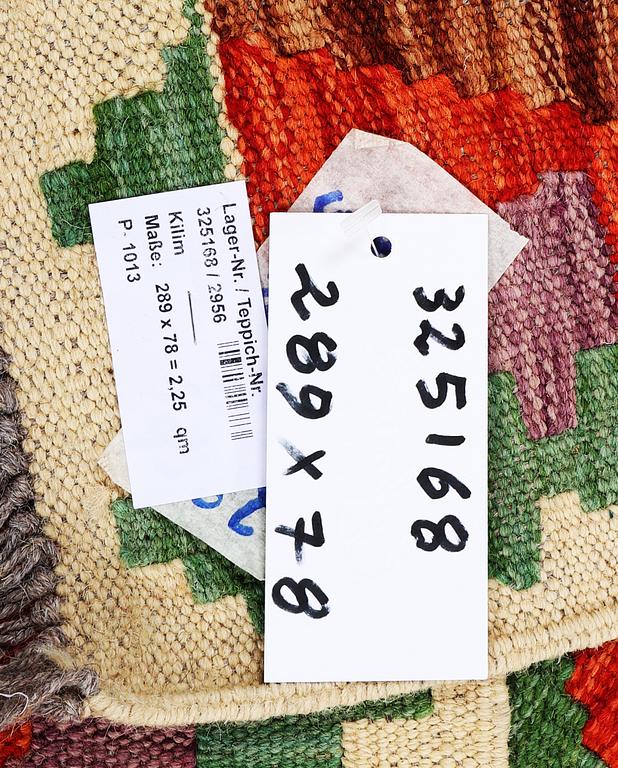 Lager-Nr. / Teppich-Nr.
325168 / 2956
Kilim
Maße: 289 x 78 = 2,25 qm
P- 1013
325168
289 x 78